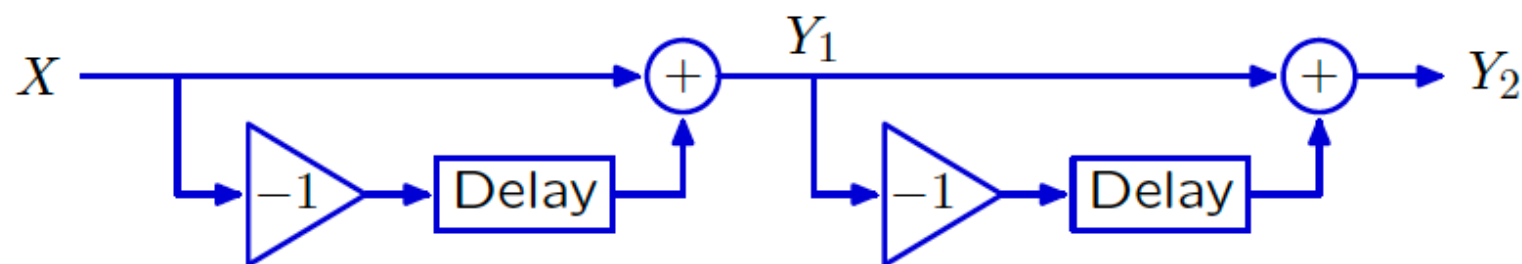 X + Y₁ + Y₂
−1 Delay −1 Delay